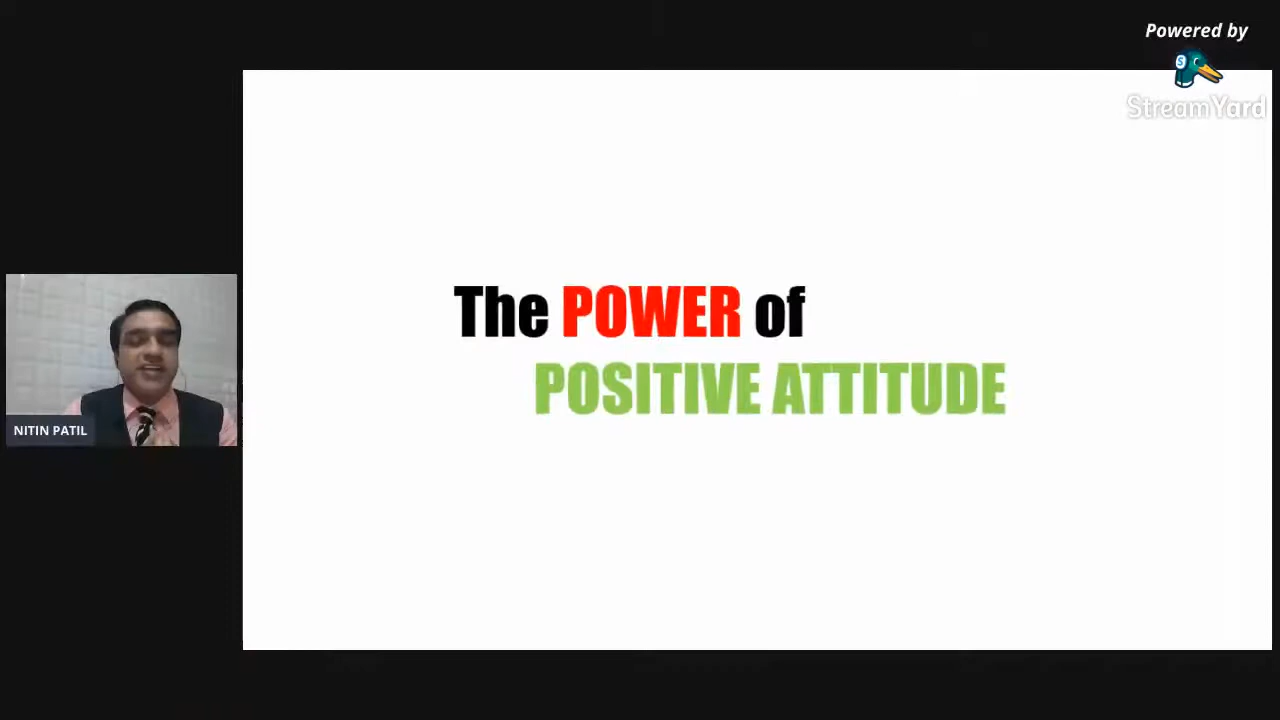 Powered by
StreamYard
The POWER of
POSITIVE ATTITUDE
NITIN PATIL